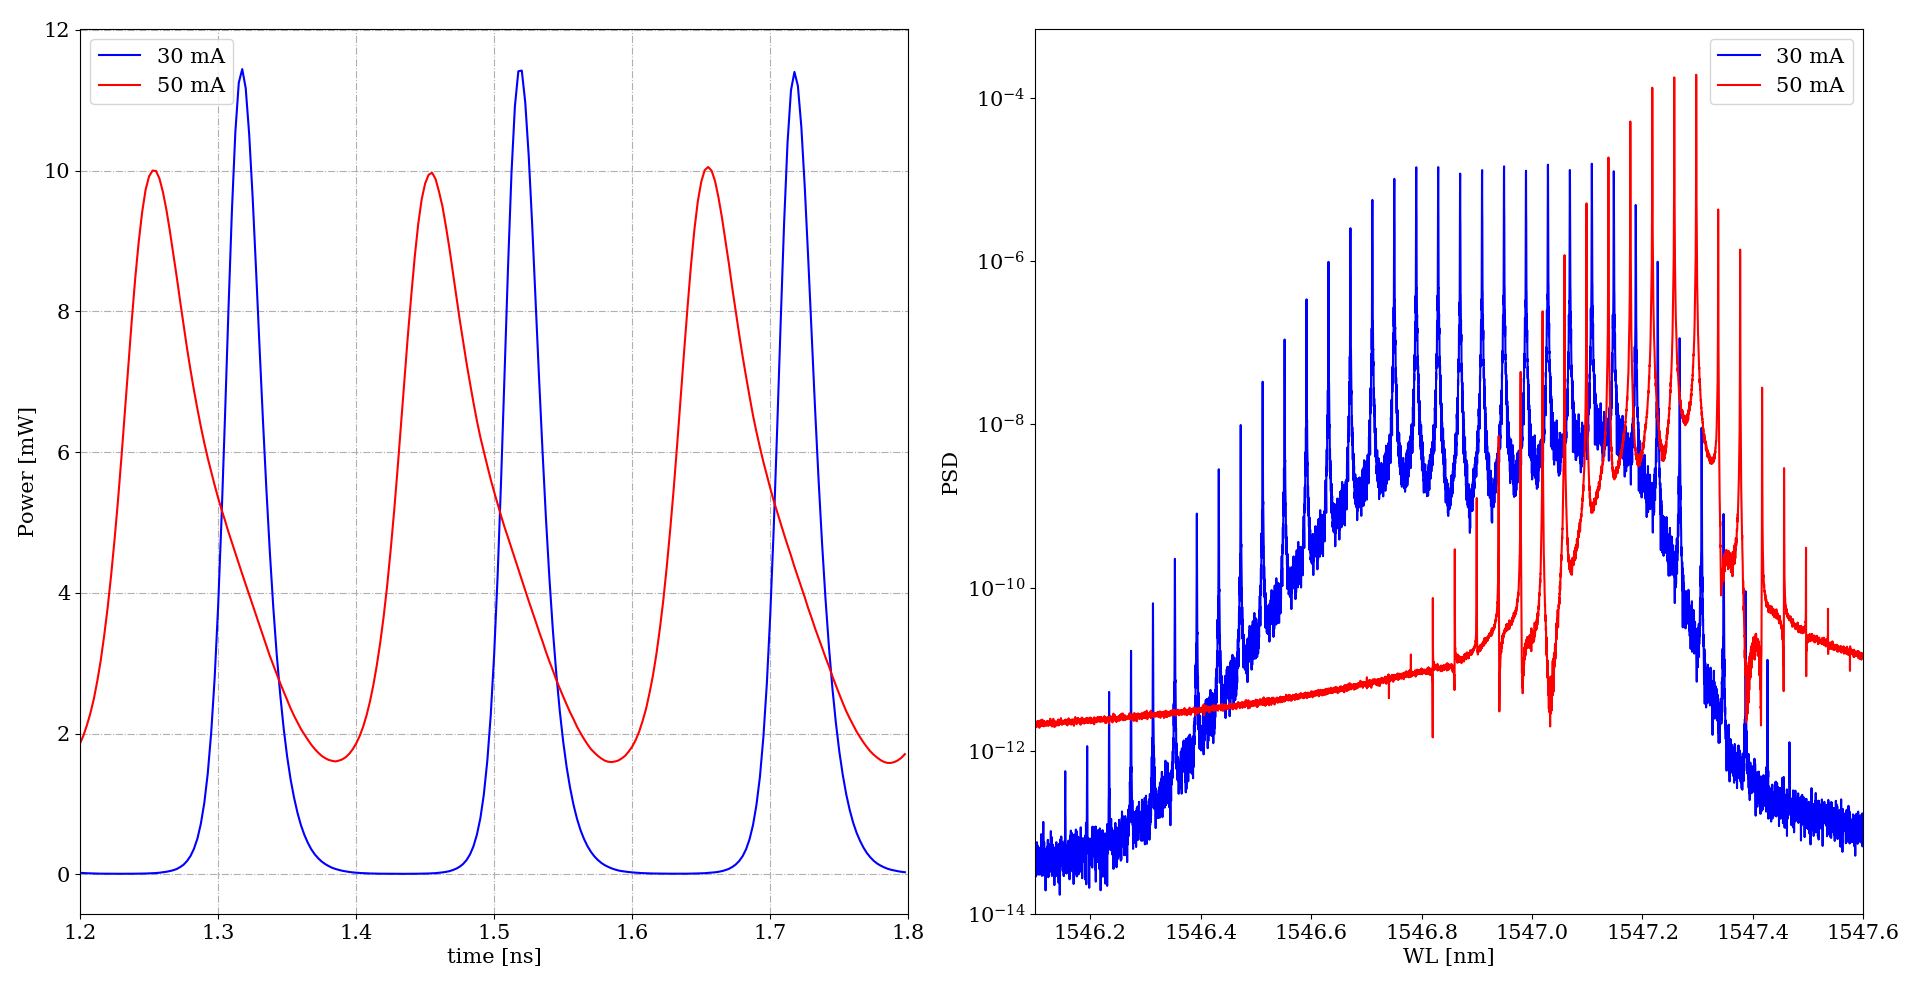 12
10
8
6
4
2
0
Power [mW]
30 mA
50 mA
1.2 1.3 1.4 1.5 1.6 1.7 1.8
time [ns]
10⁻⁴
10⁻⁶
10⁻⁸
10⁻¹⁰
10⁻¹²
10⁻¹⁴
PSD
30 mA
50 mA
1546.2 1546.4 1546.6 1546.8 1547.0 1547.2 1547.4 1547.6
WL [nm]